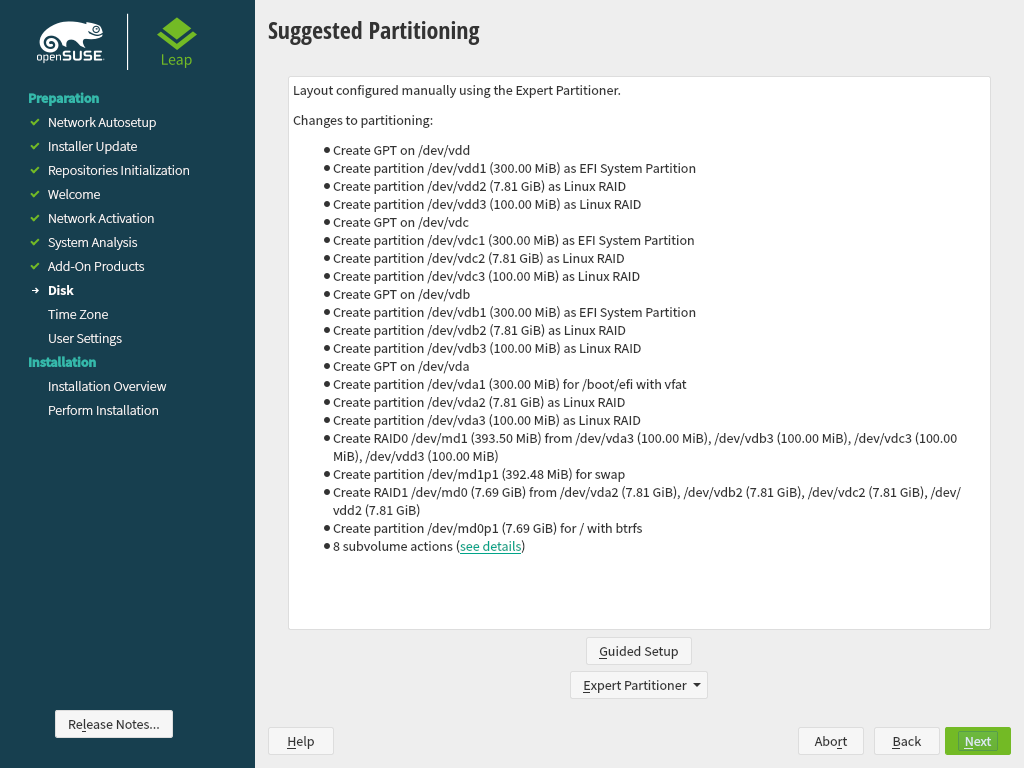 openSUSE
Leap
Preparation
Network Autosetup
Installer Update
Repositories Initialization
Welcome
Network Activation
System Analysis
Add-On Products
Disk
Time Zone
User Settings
Installation
Installation Overview
Perform Installation
Release Notes...
Suggested Partitioning
Layout configured manually using the Expert Partitioner.
Changes to partitioning:
Create GPT on /dev/vdd
Create partition /dev/vdd1 (300.00 MiB) as EFI System Partition
Create partition /dev/vdd2 (7.81 GiB) as Linux RAID
Create partition /dev/vdd3 (100.00 MiB) as Linux RAID
Create GPT on /dev/vdc
Create partition /dev/vdc1 (300.00 MiB) as EFI System Partition
Create partition /dev/vdc2 (7.81 GiB) as Linux RAID
Create partition /dev/vdc3 (100.00 MiB) as Linux RAID
Create GPT on /dev/vdb
Create partition /dev/vdb1 (300.00 MiB) as EFI System Partition
Create partition /dev/vdb2 (7.81 GiB) as Linux RAID
Create partition /dev/vdb3 (100.00 MiB) as Linux RAID
Create GPT on /dev/vda
Create partition /dev/vda1 (300.00 MiB) for /boot/efi with vfat
Create partition /dev/vda2 (7.81 GiB) as Linux RAID
Create partition /dev/vda3 (100.00 MiB) as Linux RAID
Create RAID0 /dev/md1 (393.50 MiB) from /dev/vda3 (100.00 MiB), /dev/vdb3 (100.00 MiB), /dev/vdc3 (100.00
MiB), /dev/vdd3 (100.00 MiB)
Create partition /dev/md1p1 (392.48 MiB) for swap
Create RAID1 /dev/md0 (7.69 GiB) from /dev/vda2 (7.81 GiB), /dev/vdb2 (7.81 GiB), /dev/vdc2 (7.81 GiB), /dev/
vdd2 (7.81 GiB)
Create partition /dev/md0p1 (7.69 GiB) for / with btrfs
8 subvolume actions (see details)
Guided Setup
Expert Partitioner
Help
Abort
Back
Next